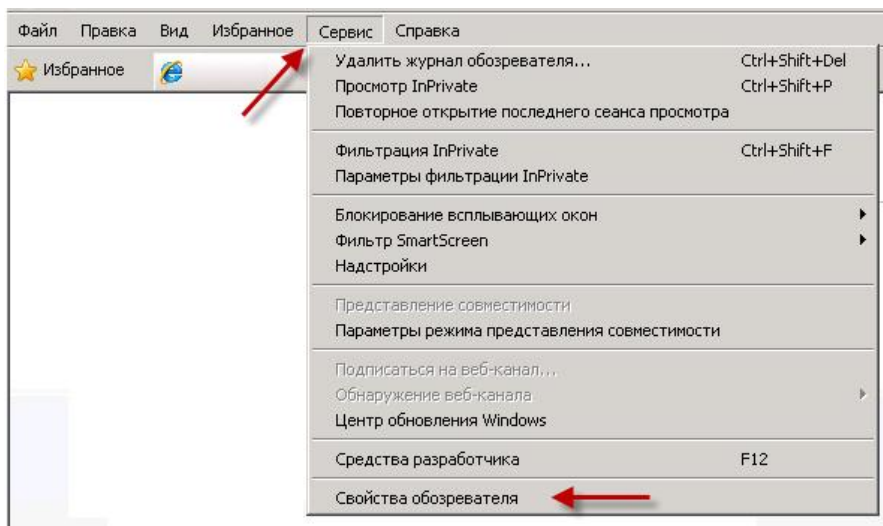 Файл Правка Вид Избранное Сервис Справка
Избранное
Удалить журнал обозревателя... Ctrl+Shift+Del
Просмотр InPrivate Ctrl+Shift+P
Повторное открытие последнего сеанса просмотра
Фильтрация InPrivate Ctrl+Shift+F
Параметры фильтрации InPrivate
Блокирование всплывающих окон
Фильтр SmartScreen
Надстройки
Представление совместимости
Параметры режима представления совместимости
Подписаться на веб-канал...
Обнаружение веб-канала
Центр обновления Windows
Средства разработчика F12
Свойства обозревателя